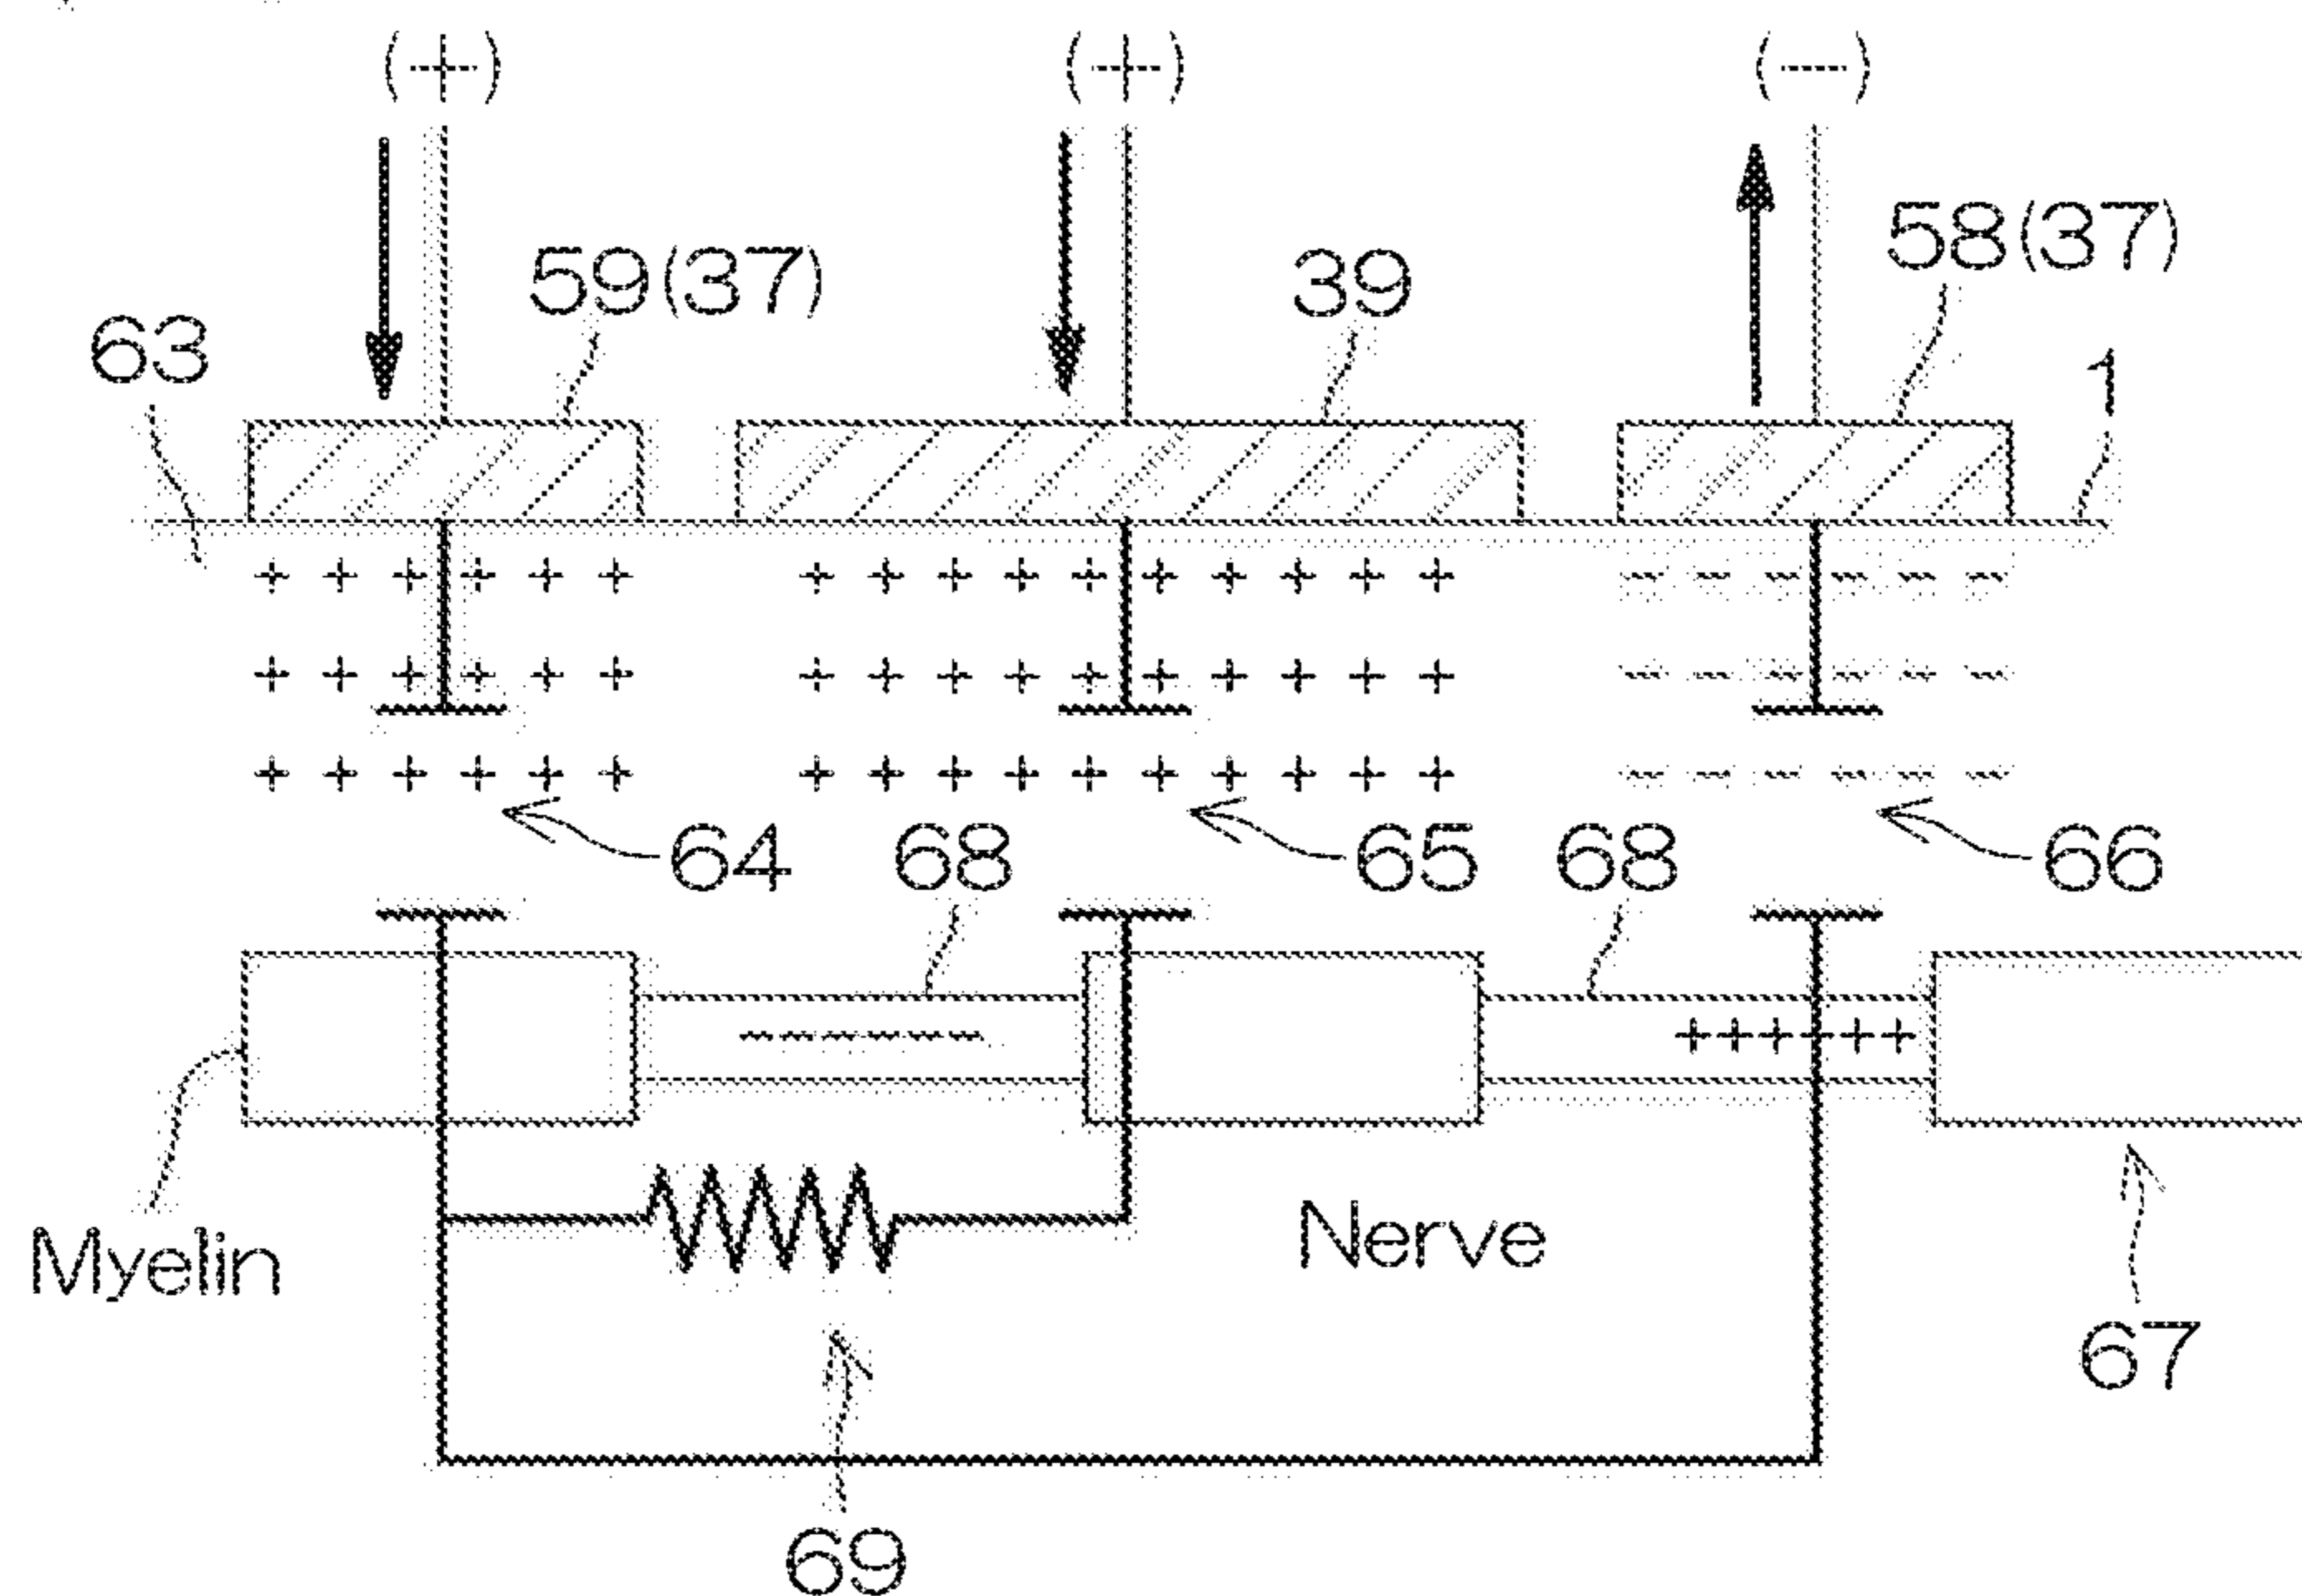 (+) (+) (-)
58(37)
59(37) 39
63 1
+ + + + + + + + + + + + + + + + - - - - - -
+ + + + + + + + + + + + + + + + - - - - - -
+ + + + + + + + + + + + + + + + - - - - - -
64 68 65 68 66
- - - - - - - ++++++
Myelin Nerve
67
69